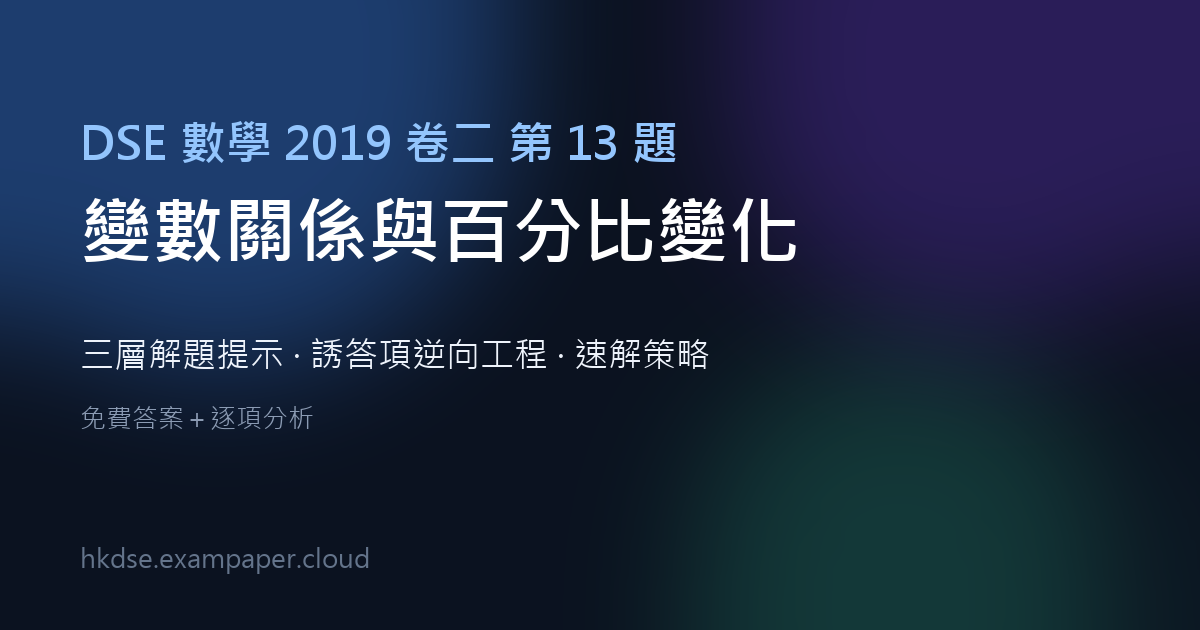 DSE 數學 2019 卷二 第 13 題
變數關係與百分比變化
三層解題提示 · 誘答項逆向工程 · 速解策略
免費答案 + 逐項分析
hkdse.exampaper.cloud